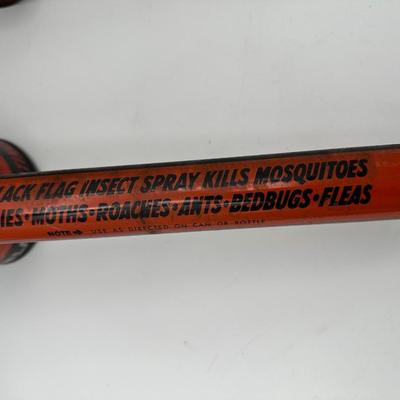 LACK FLAG INSECT SPRAY KILLS MOSQUITOES
IES • MOTHS • ROACHES • ANTS • BEDBUGS • FLEAS
NOTE → USE AS DIRECTED ON CAN OR BOTTLE